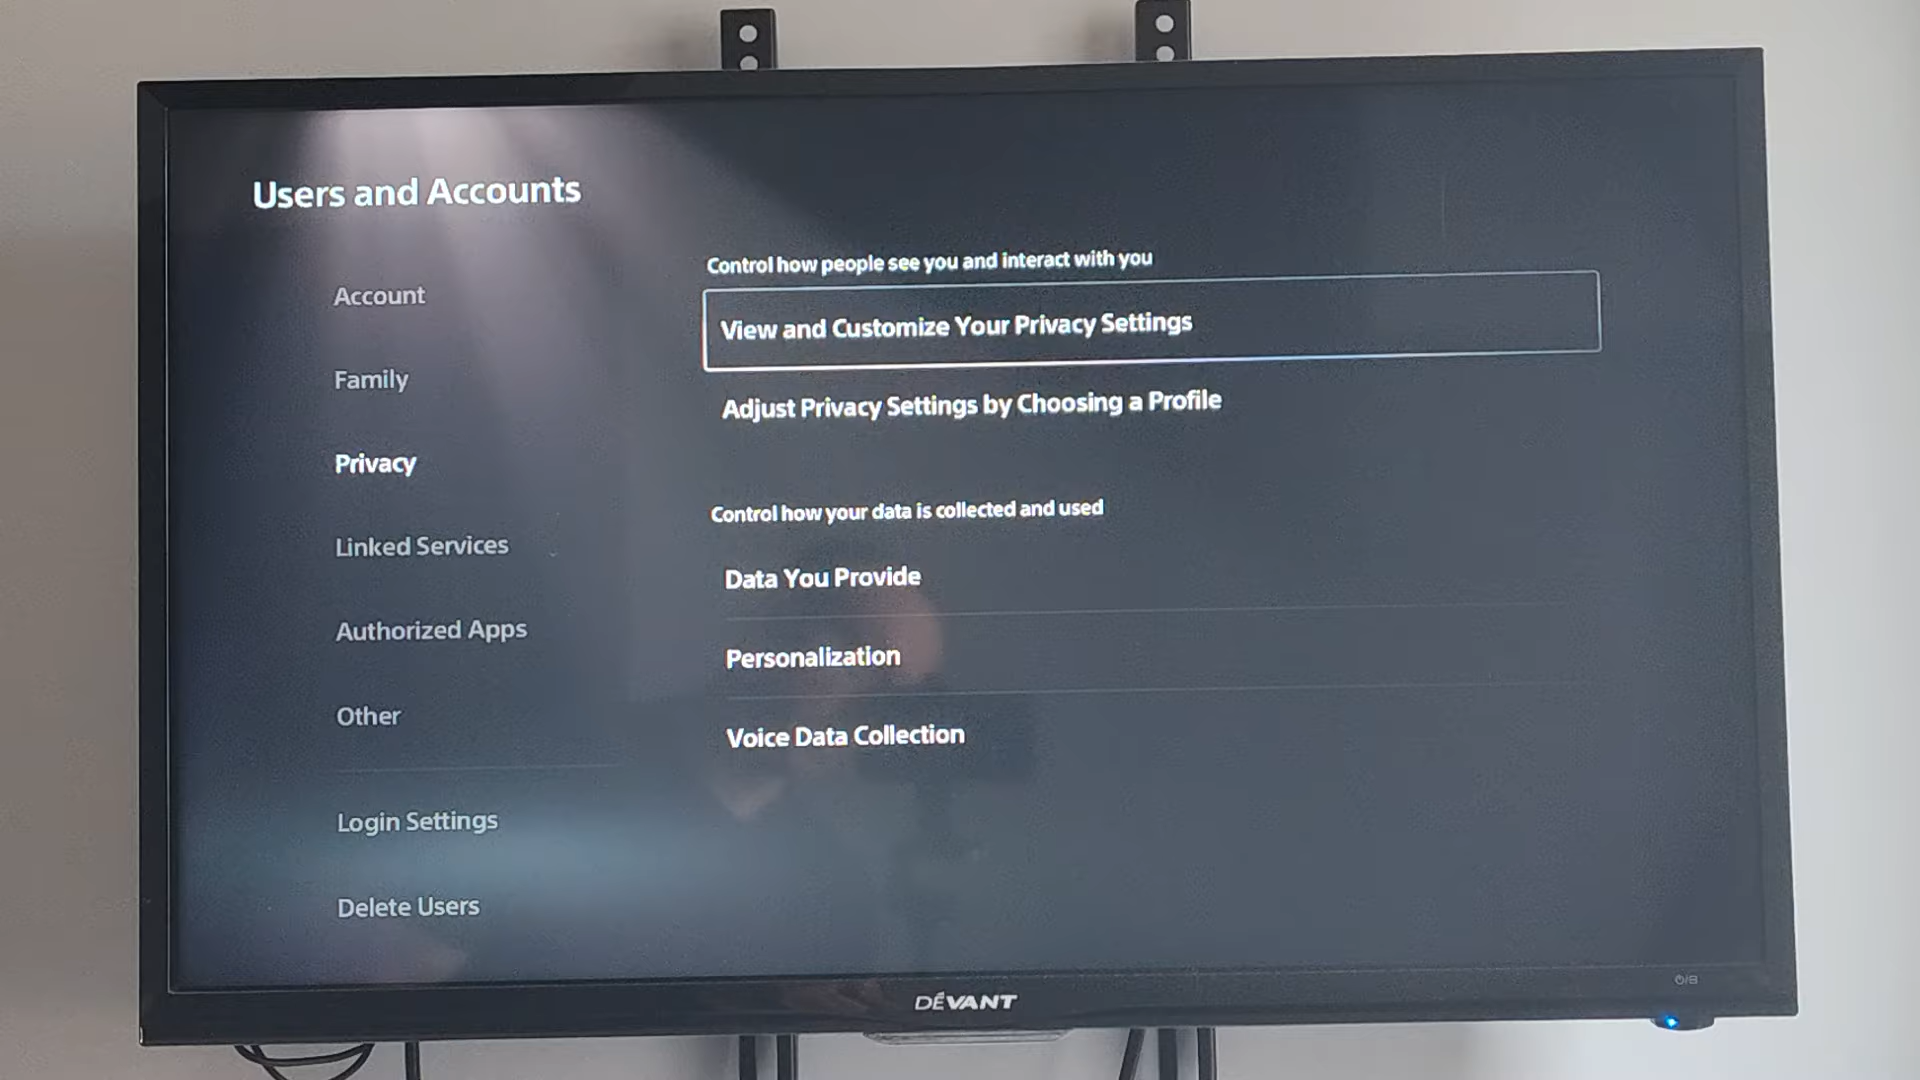 Users and Accounts
Account
Family
Privacy
Linked Services
Authorized Apps
Other
Login Settings
Delete Users
Control how people see you and interact with you
View and Customize Your Privacy Settings
Adjust Privacy Settings by Choosing a Profile
Control how your data is collected and used
Data You Provide
Personalization
Voice Data Collection
DEVANT